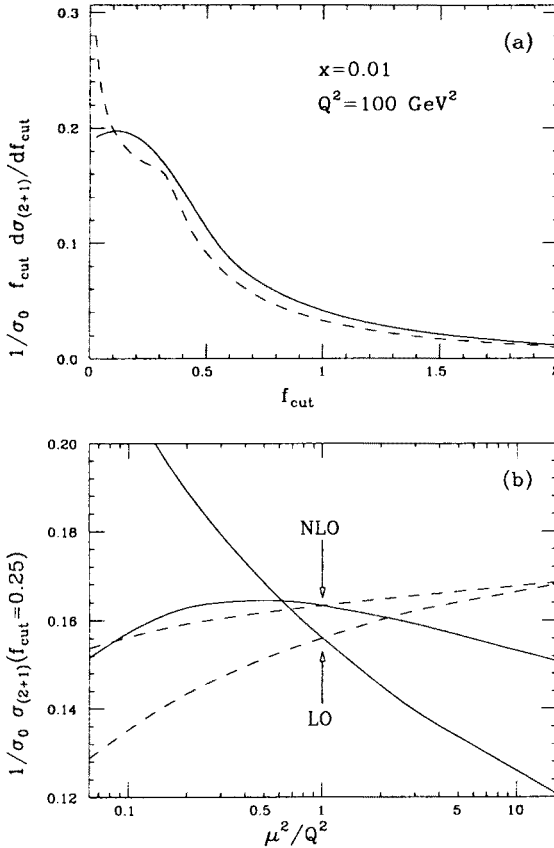 0.3
(a)
x=0.01
Q²=100 GeV²
0.2
0.1
0.0
1/σ₀ f_cut dσ₍₂₊₁₎/df_cut
0 0.5 1 1.5 2
f_cut
0.20
(b)
0.18
NLO
0.16
LO
0.14
0.12
1/σ₀ σ₍₂₊₁₎(f_cut=0.25)
0.1 0.5 1 5 10
μ²/Q²